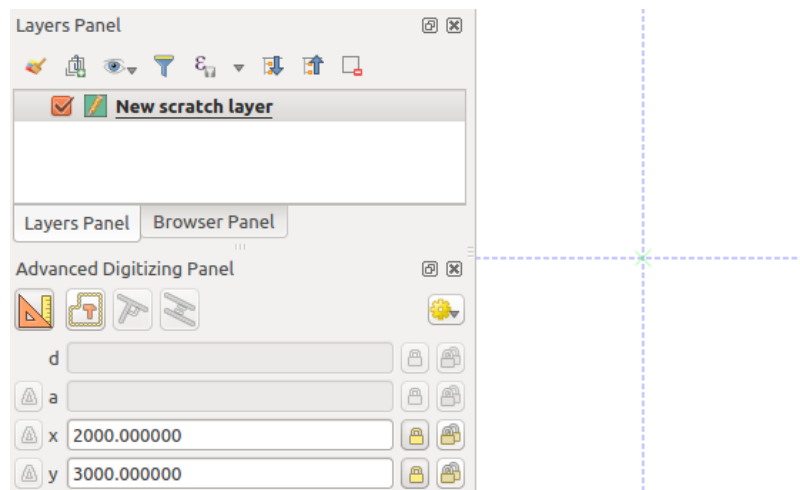 Layers Panel
New scratch layer
Layers Panel Browser Panel
Advanced Digitizing Panel
d
a
x 2000.000000
y 3000.000000